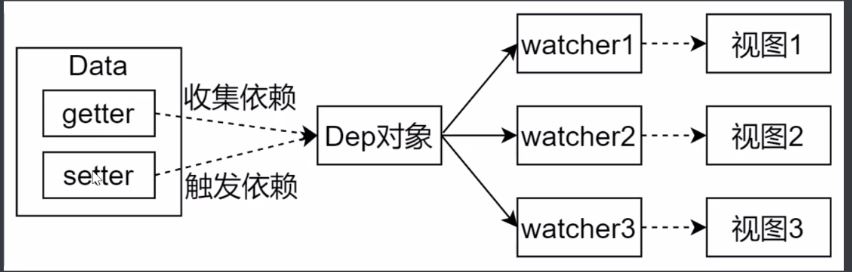 Data
getter
setter
收集依赖
触发依赖
Dep对象
watcher1
视图1
watcher2
视图2
watcher3
视图3